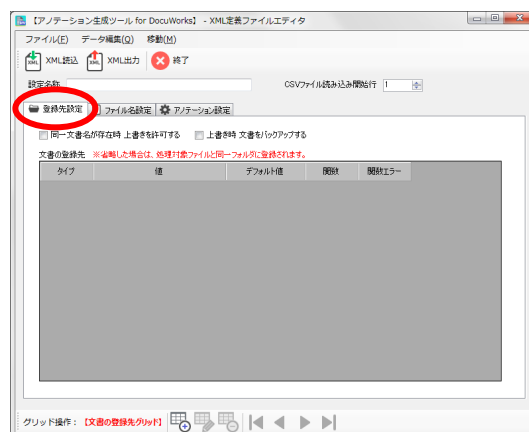 【アノテーション生成ツール for DocuWorks】 - XML定義ファイルエディタ
ファイル(F) データ編集(Q) 移動(M)
XML XML読込 XML XML出力 終了
設定名称 CSVファイル読み込み開始行 1
登録先設定 ファイル名設定 アノテーション設定
同一文書名が存在時 上書きを許可する 上書き時 文書をバックアップする
文書の登録先 ※省略した場合は、処理対象ファイルと同一フォルダに登録されます。
タイプ 値 デフォルト値 関数 関数エラー
グリッド操作： 【文書の登録先グリッド】